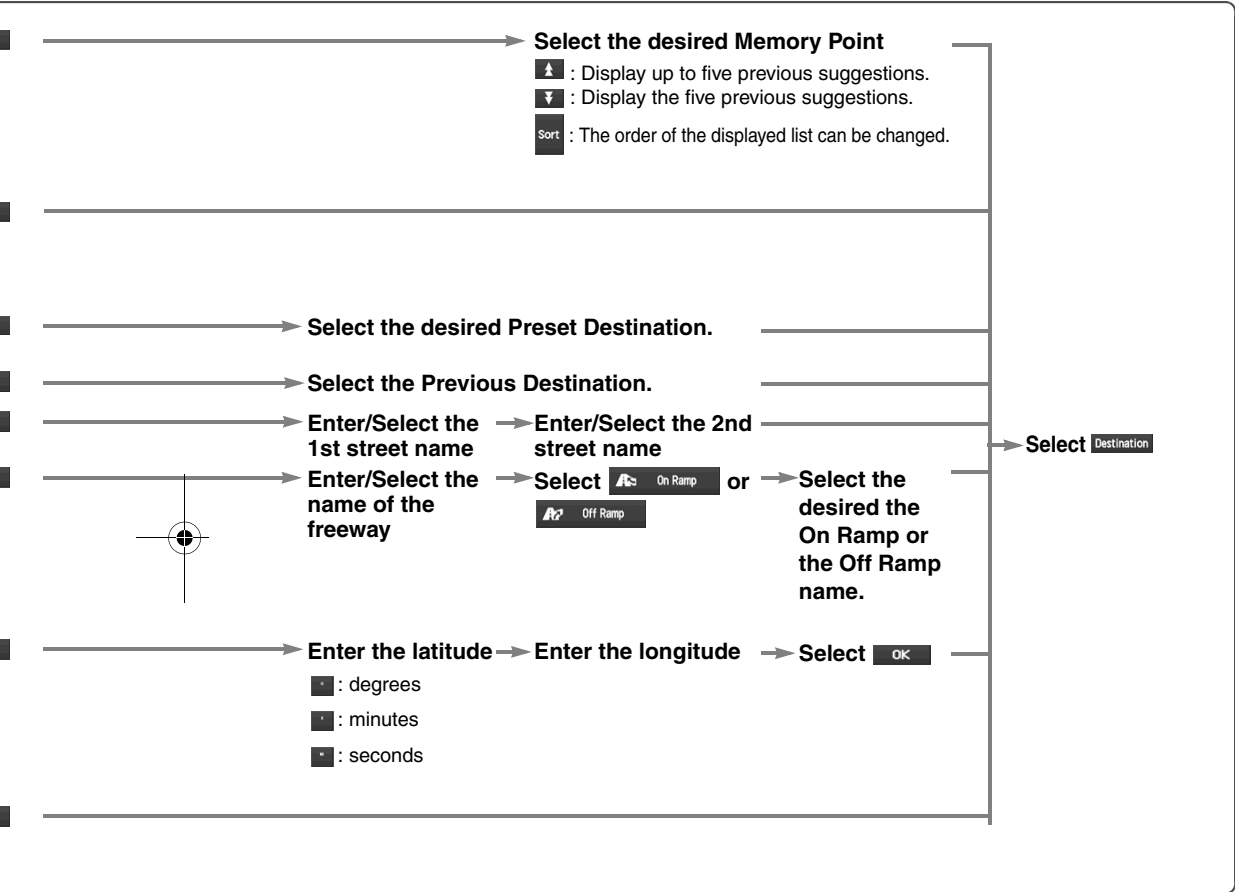 Select the desired Memory Point
: Display up to five previous suggestions.
: Display the five previous suggestions.
Sort : The order of the displayed list can be changed.
Select the desired Preset Destination.
Select the Previous Destination.
Enter/Select the
1st street name
Enter/Select the 2nd
street name
Enter/Select the
name of the
freeway
Select On Ramp or
Off Ramp
Select the
desired the
On Ramp or
the Off Ramp
name.
Enter the latitude
° : degrees
' : minutes
" : seconds
Enter the longitude
Select OK
Select Destination